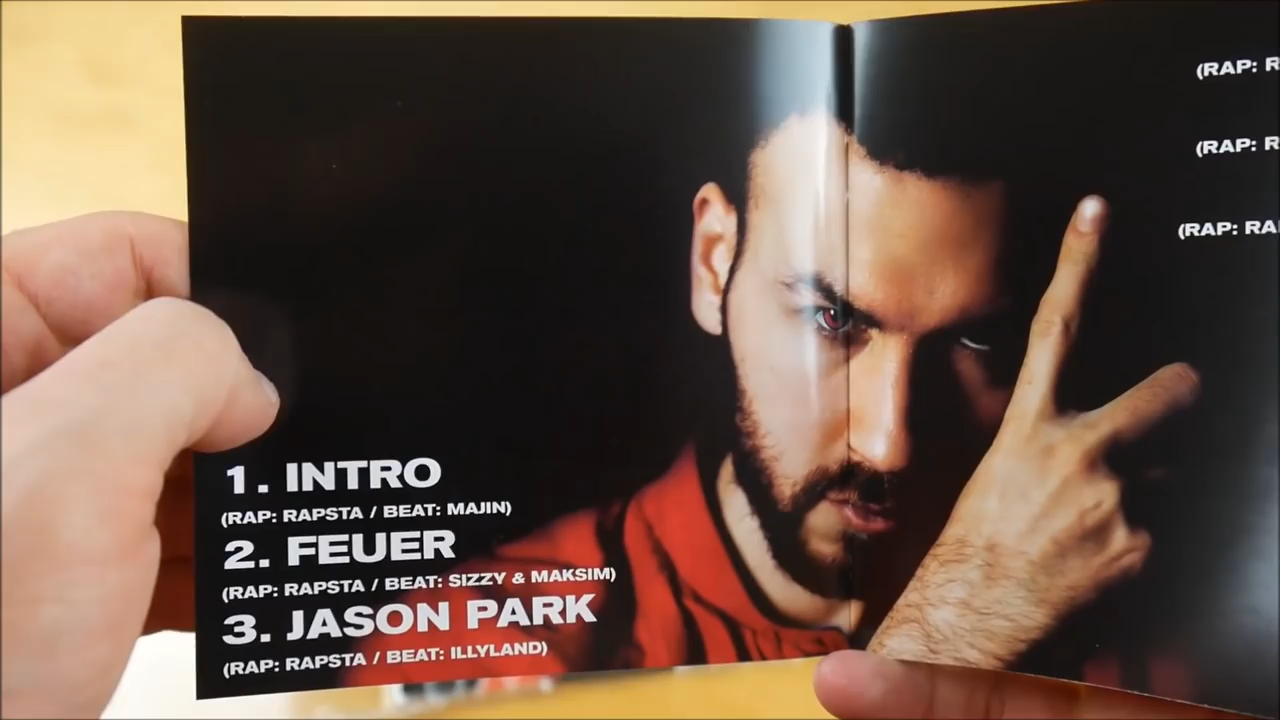 1. INTRO
(RAP: RAPSTA / BEAT: MAJIN)
2. FEUER
(RAP: RAPSTA / BEAT: SIZZY & MAKSIM)
3. JASON PARK
(RAP: RAPSTA / BEAT: ILLYLAND)
(RAP:
(RAP:
(RAP: